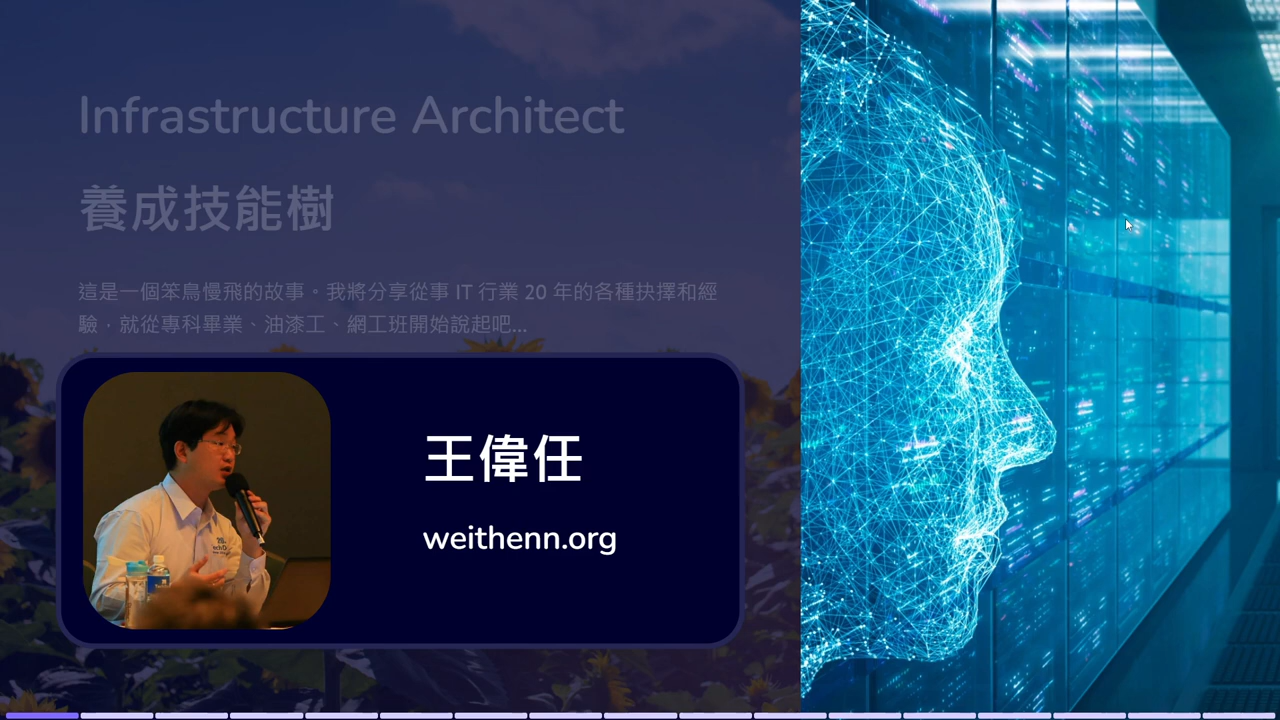 Infrastructure Architect
養成技能樹
這是一個笨鳥慢飛的故事。我將分享從事 IT 行業 20 年的各種抉擇和經
驗，就從專科畢業、油漆工、網工班開始說起吧...
王偉任
weithenn.org